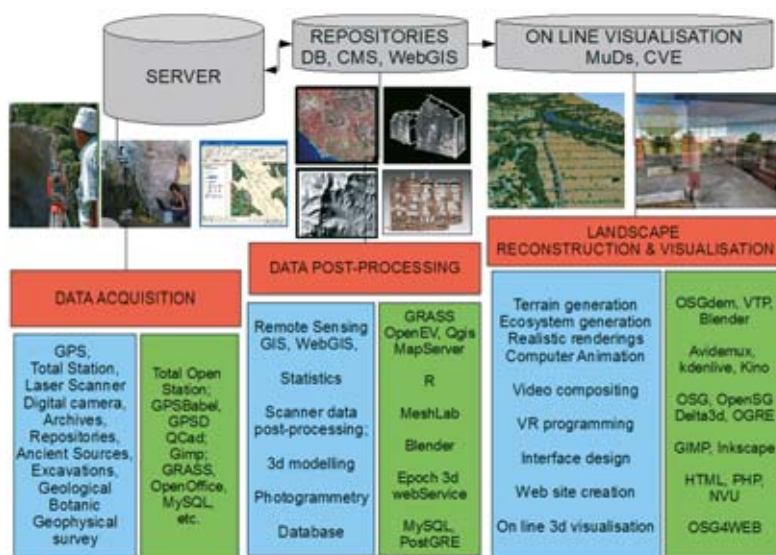 SERVER
REPOSITORIES
DB, CMS, WebGIS
ON LINE VISUALISATION
MuDs, CVE
DATA ACQUISITION
GPS,
Total Station,
Laser Scanner
Digital camera,
Archives,
Repositories,
Ancient Sources,
Excavations,
Geological
Botanic
Geophysical
survey
Total Open
Station;
GPSBabel,
GPSD
QCad;
Gimp;
GRASS,
OpenOffice,
MySQL,
etc.
DATA POST-PROCESSING
Remote Sensing
GIS, WebGIS,
Statistics
Scanner data
post-processing;
3d modelling
Photogrammetry
Database
GRASS
OpenEV, Qgis
MapServer
R
MeshLab
Blender
Epoch 3d
webService
MySQL,
PostGRE
LANDSCAPE
RECONSTRUCTION & VISUALISATION
Terrain generation
Ecosystem generation
Realistic renderings
Computer Animation
Video compositing
VR programming
Interface design
Web site creation
On line 3d visualisation
OSGdem, VTP,
Blender
Avidemux,
kdenlive, Kino
OSG, OpenSG
Delta3d, OGRE
GIMP, Inkscape
HTML, PHP,
NVU
OSG4WEB